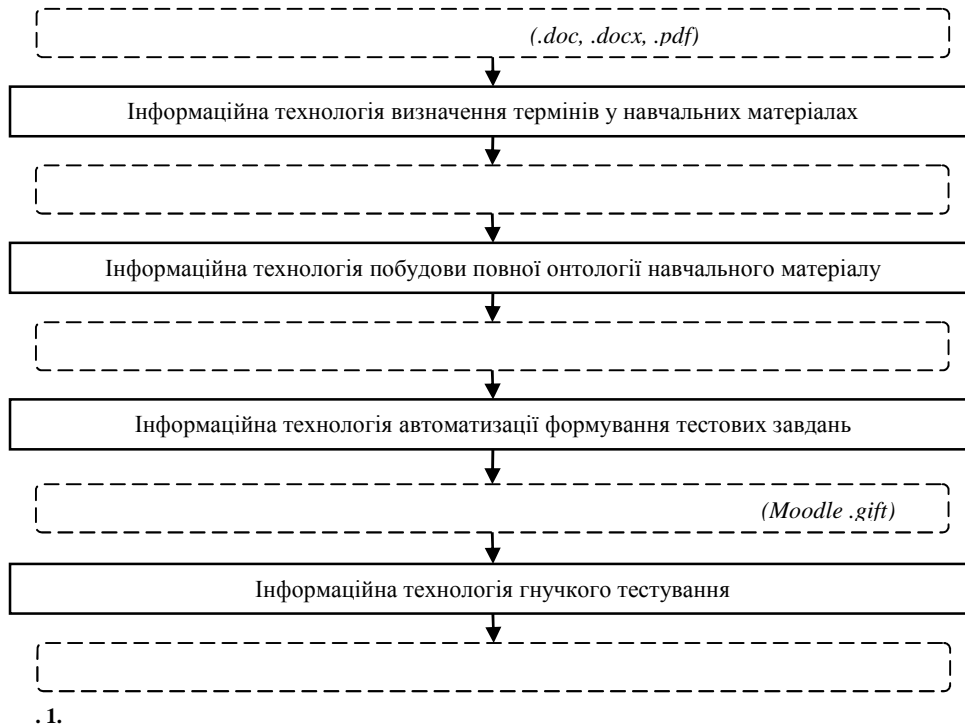 (.doc, .docx, .pdf)
Інформаційна технологія визначення термінів у навчальних матеріалах
Інформаційна технологія побудови повної онтології навчального матеріалу
Інформаційна технологія автоматизації формування тестових завдань
(Moodle .gift)
Інформаційна технологія гнучкого тестування
. 1.